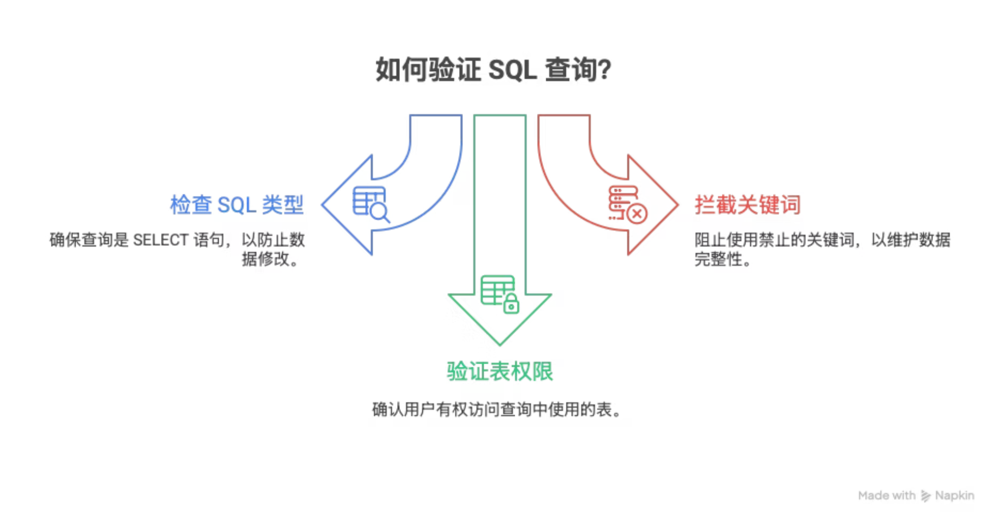 如何验证 SQL 查询?
检查 SQL 类型
确保查询是 SELECT 语句，以防止数
据修改。
拦截关键词
阻止使用禁止的关键词，以维护数据
完整性。
验证表权限
确认用户有权访问查询中使用的表。
Made with Napkin